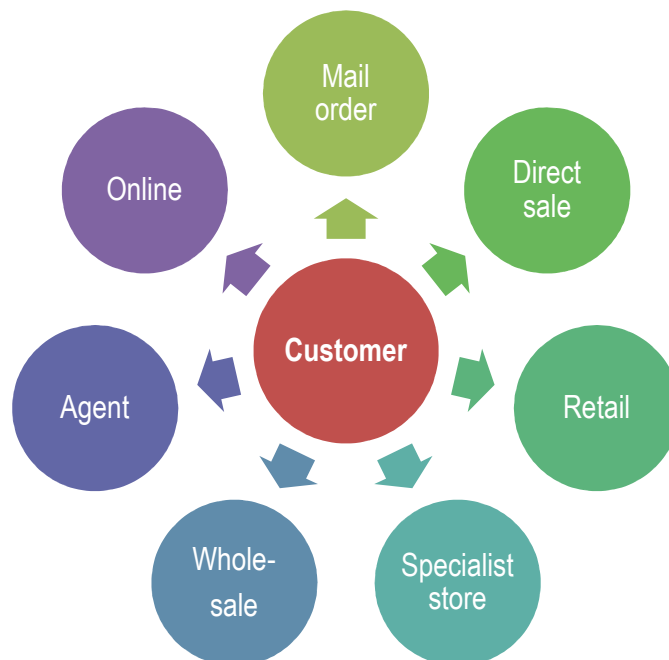 Mail
order
Direct
sale
Online
Customer
Agent
Retail
Whole-
sale
Specialist
store